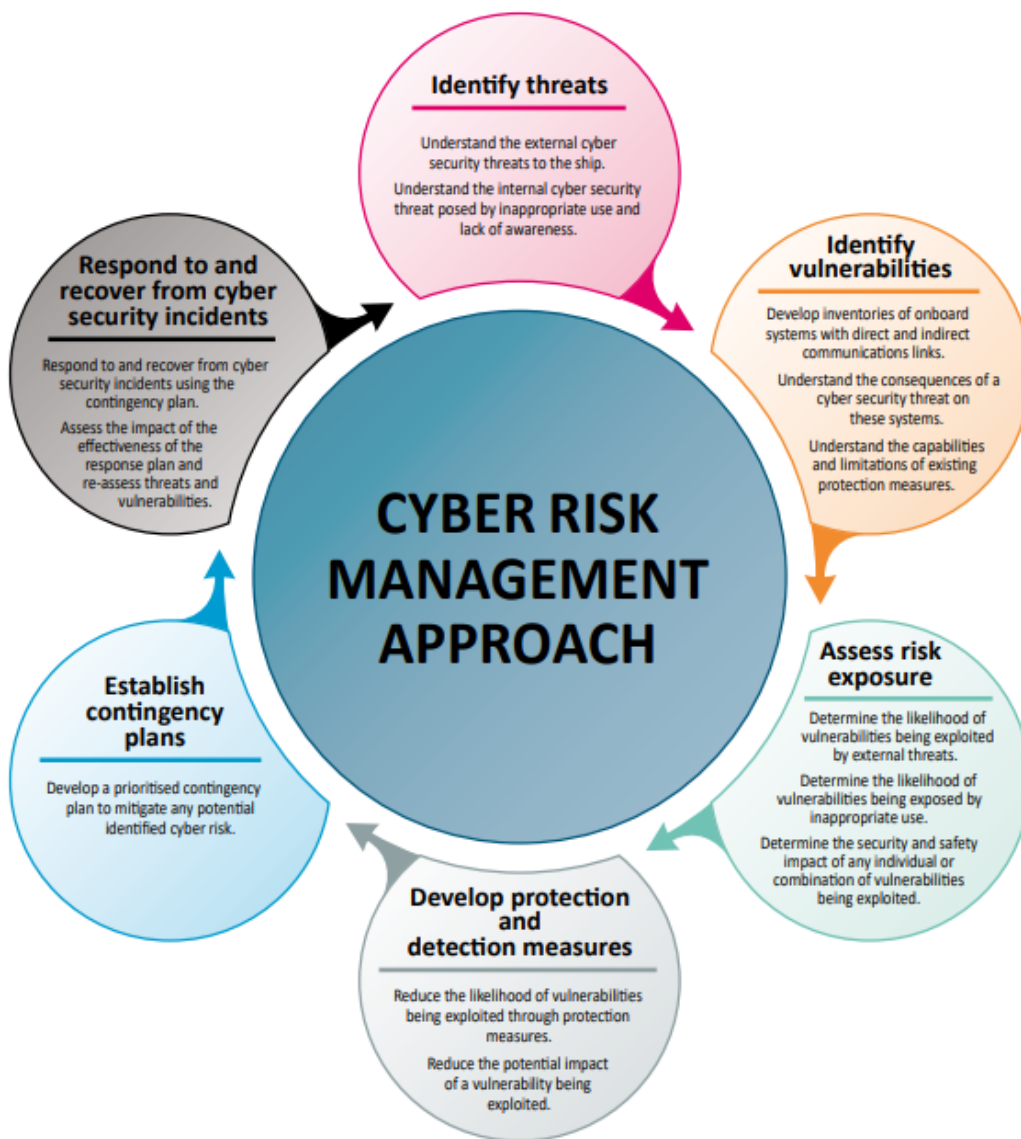 Identify threats
Understand the external cyber
security threats to the ship.
Understand the internal cyber security
threat posed by inappropriate use and
lack of awareness.
Identify
vulnerabilities
Develop inventories of onboard
systems with direct and indirect
communications links.
Understand the consequences of a
cyber security threat on
these systems.
Understand the capabilities
and limitations of existing
protection measures.
Assess risk
exposure
Determine the likelihood of
vulnerabilities being exploited
by external threats.
Determine the likelihood of
vulnerabilities being exposed by
inappropriate use.
Determine the security and safety
impact of any individual or
combination of vulnerabilities
being exploited.
Develop protection
and
detection measures
Reduce the likelihood of vulnerabilities
being exploited through protection
measures.
Reduce the potential impact
of a vulnerability being
exploited.
Establish
contingency
plans
Develop a prioritised contingency
plan to mitigate any potential
identified cyber risk.
Respond to and
recover from cyber
security incidents
Respond to and recover from cyber
security incidents using the
contingency plan.
Assess the impact of the
effectiveness of the
response plan and
re-assess threats and
vulnerabilities.
CYBER RISK
MANAGEMENT
APPROACH